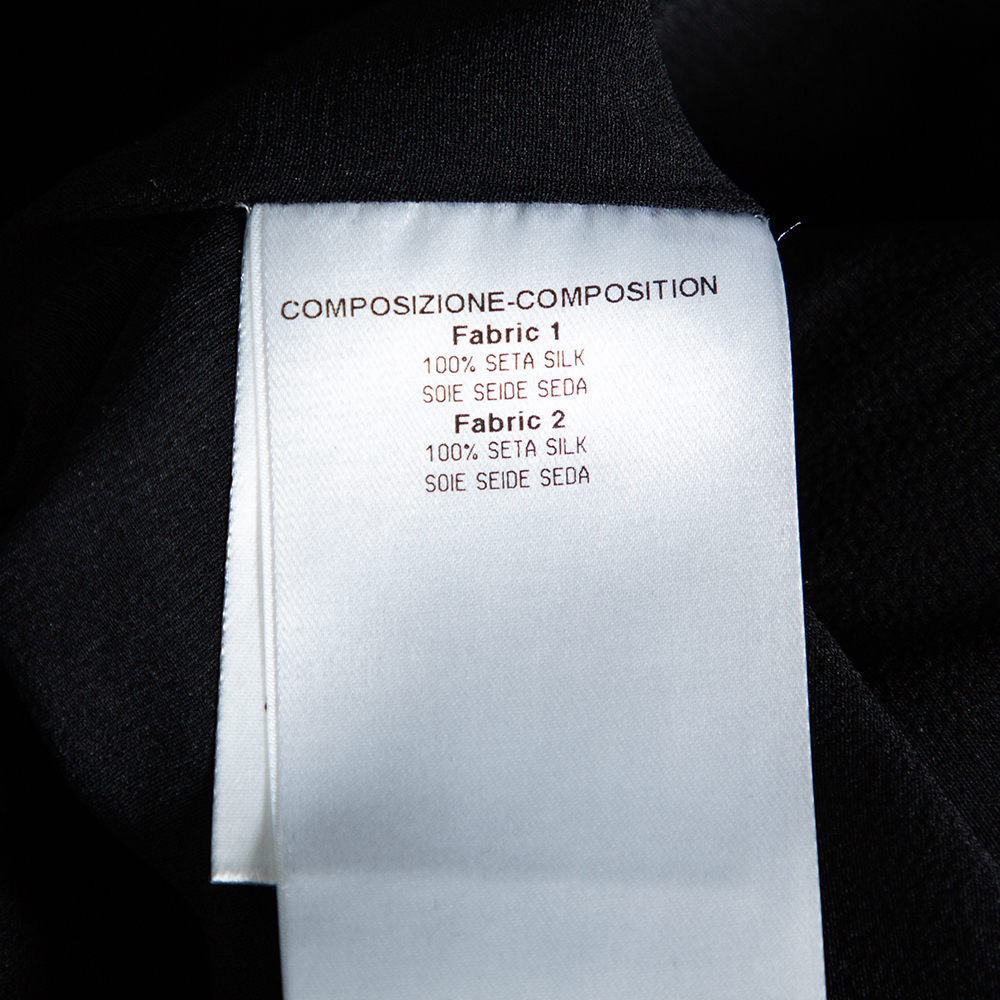 COMPOSIZIONE-COMPOSITION
Fabric 1
100% SETA SILK
SOIE SEIDE SEDA
Fabric 2
100% SETA SILK
SOIE SEIDE SEDA